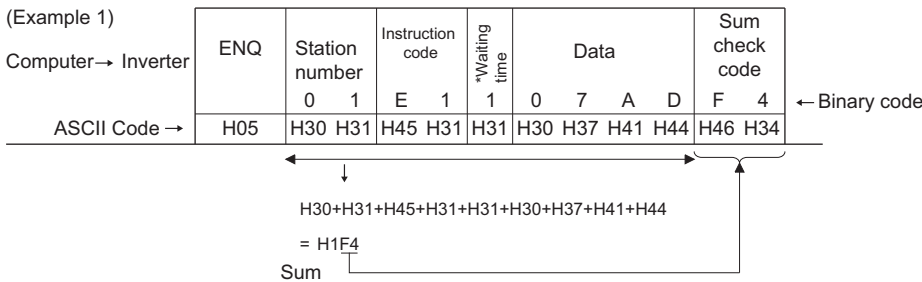 (Example 1)
Computer→ Inverter
ENQ
Station
number
Instruction
code
*Waiting
time
Data
Sum
check
code
0 1 E 1 1 0 7 A D F 4 ←Binary code
ASCII Code → H05 H30 H31 H45 H31 H31 H30 H37 H41 H44 H46 H34
H30+H31+H45+H31+H31+H30+H37+H41+H44
= H1F4
Sum